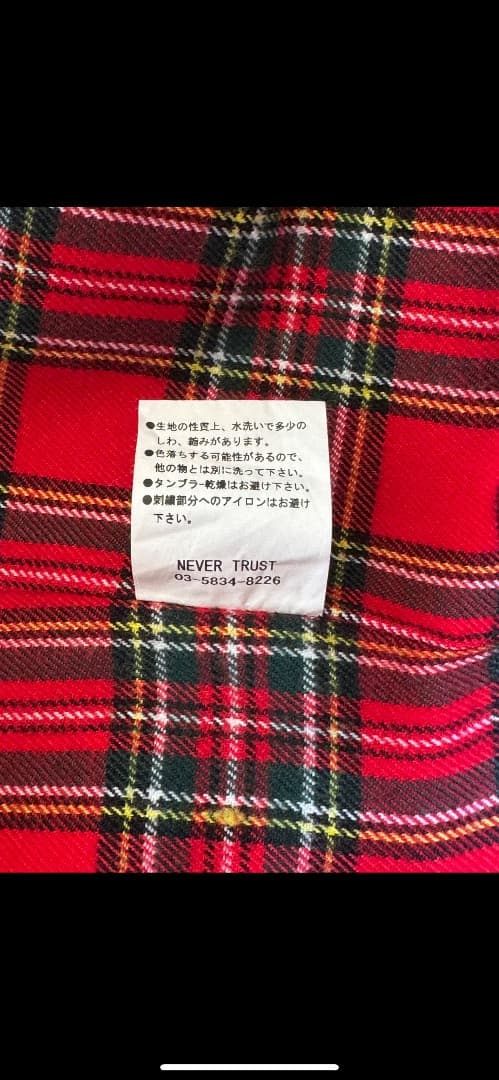 ●生地の性質上、水洗いで多少の
しわ、縮みがあります。
●色落ちする可能性があるので、
他の物とは別に洗って下さい。
●タンブラー乾燥はお避け下さい。
●刺繍部分へのアイロンはお避け
下さい。
NEVER TRUST
03-5834-8226